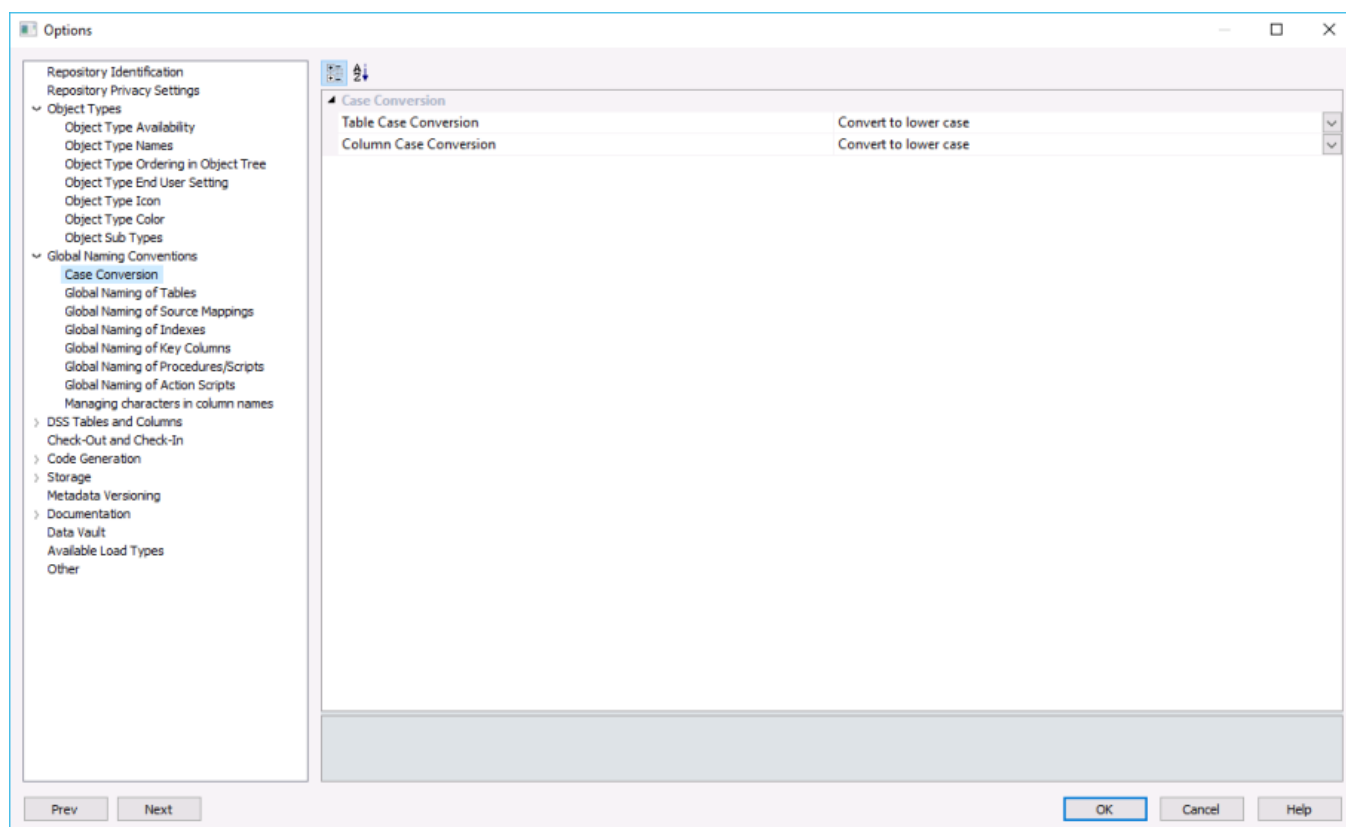 Options
Repository Identification
Repository Privacy Settings
Object Types
Object Type Availability
Object Type Names
Object Type Ordering in Object Tree
Object Type End User Setting
Object Type Icon
Object Type Color
Object Sub Types
Global Naming Conventions
Case Conversion
Global Naming of Tables
Global Naming of Source Mappings
Global Naming of Indexes
Global Naming of Key Columns
Global Naming of Procedures/Scripts
Global Naming of Action Scripts
Managing characters in column names
DSS Tables and Columns
Check-Out and Check-In
Code Generation
Storage
Metadata Versioning
Documentation
Data Vault
Available Load Types
Other
Case Conversion
Table Case Conversion Convert to lower case
Column Case Conversion Convert to lower case
Prev Next OK Cancel Help